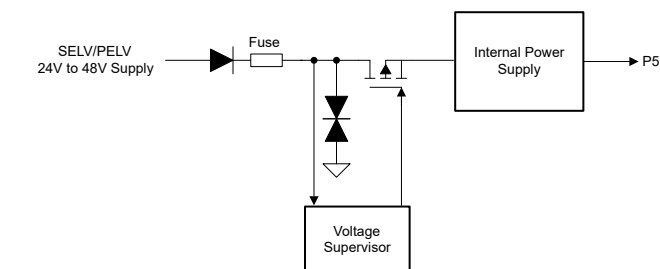 SELV/PELV
24V to 48V Supply
Fuse
Internal Power
Supply
P5
Voltage
Supervisor